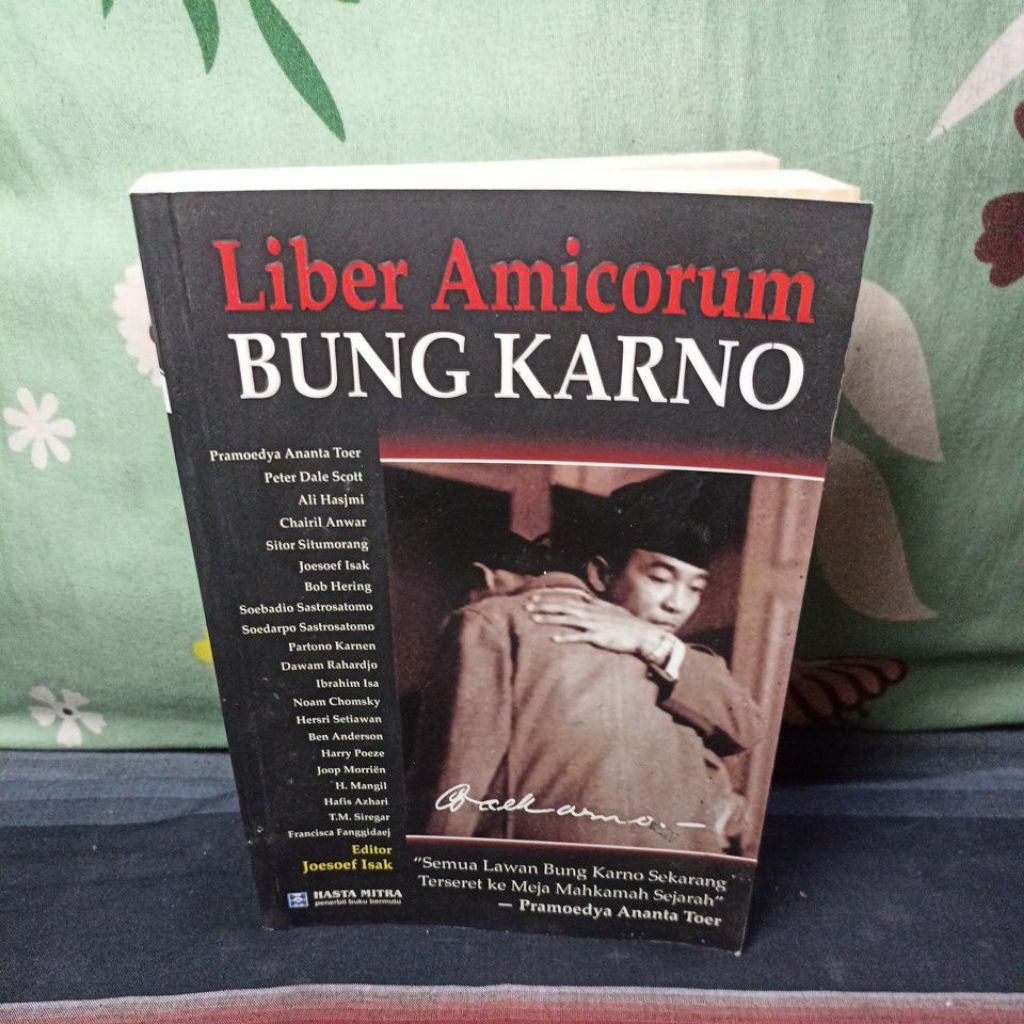 Liber Amicorum
BUNG KARNO
Pramoedya Ananta Toer
Peter Dale Scott
Ali Hasjmi
Chairil Anwar
Sitor Situmorang
Joesoef Isak
Bob Hering
Soebadio Sastrosatomo
Soedarpo Sastrosatomo
Partono Karnen
Dawam Rahardjo
Ibrahim Isa
Noam Chomsky
Hersri Setiawan
Ben Anderson
Harry Poeze
Joop Morriën
H. Mangil
Hafis Azhari
T.M. Siregar
Francisca Fanggidaej
Editor
Joesoef Isak
HASTA MITRA
penerbit buku bermutu
Soekarno.—
“Semua Lawan Bung Karno Sekarang
Terseret ke Meja Mahkamah Sejarah”
— Pramoedya Ananta Toer